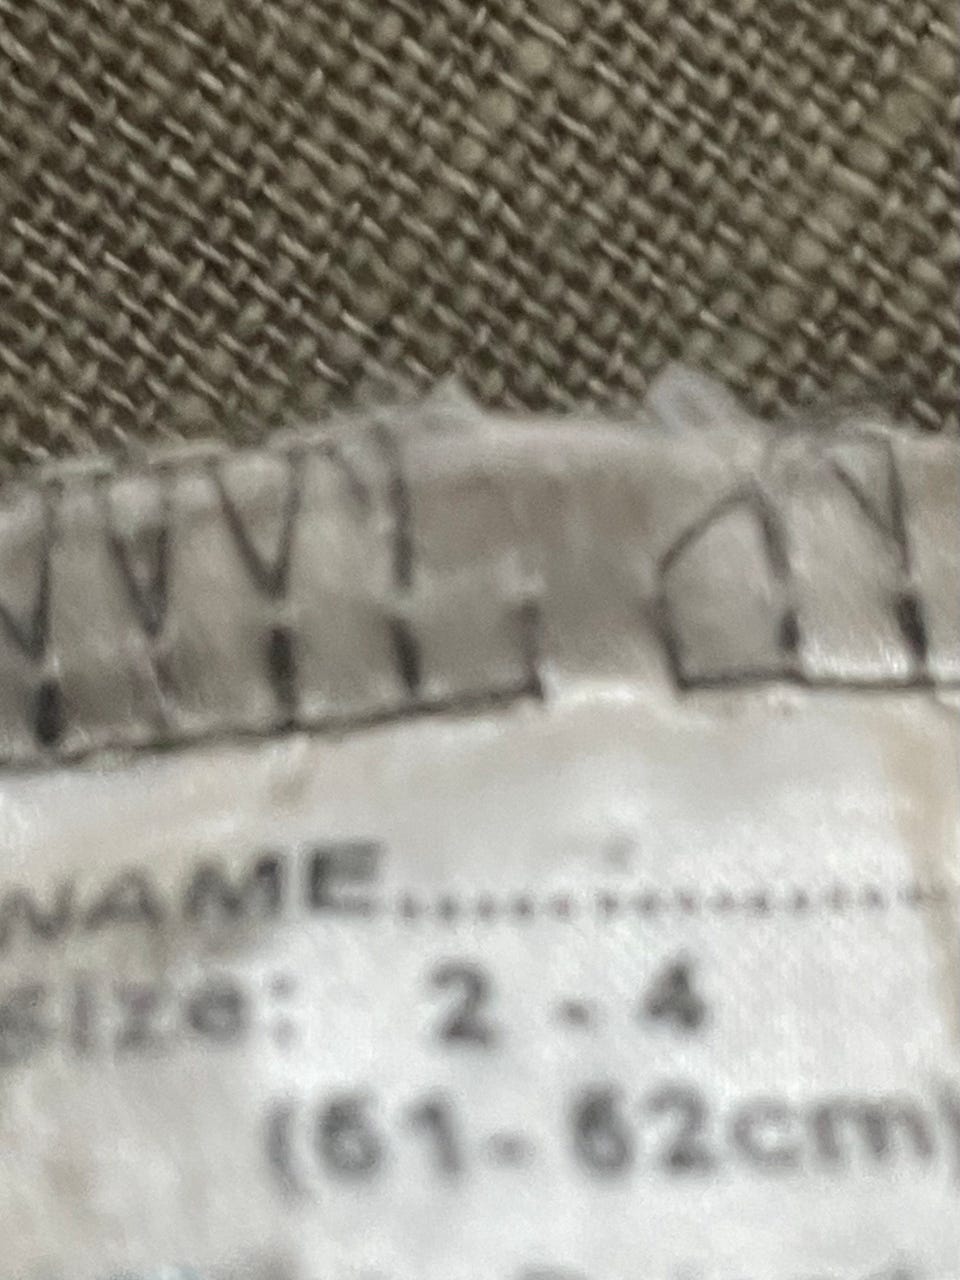 NAME....................
Size: 2 - 4
(51-52cm)